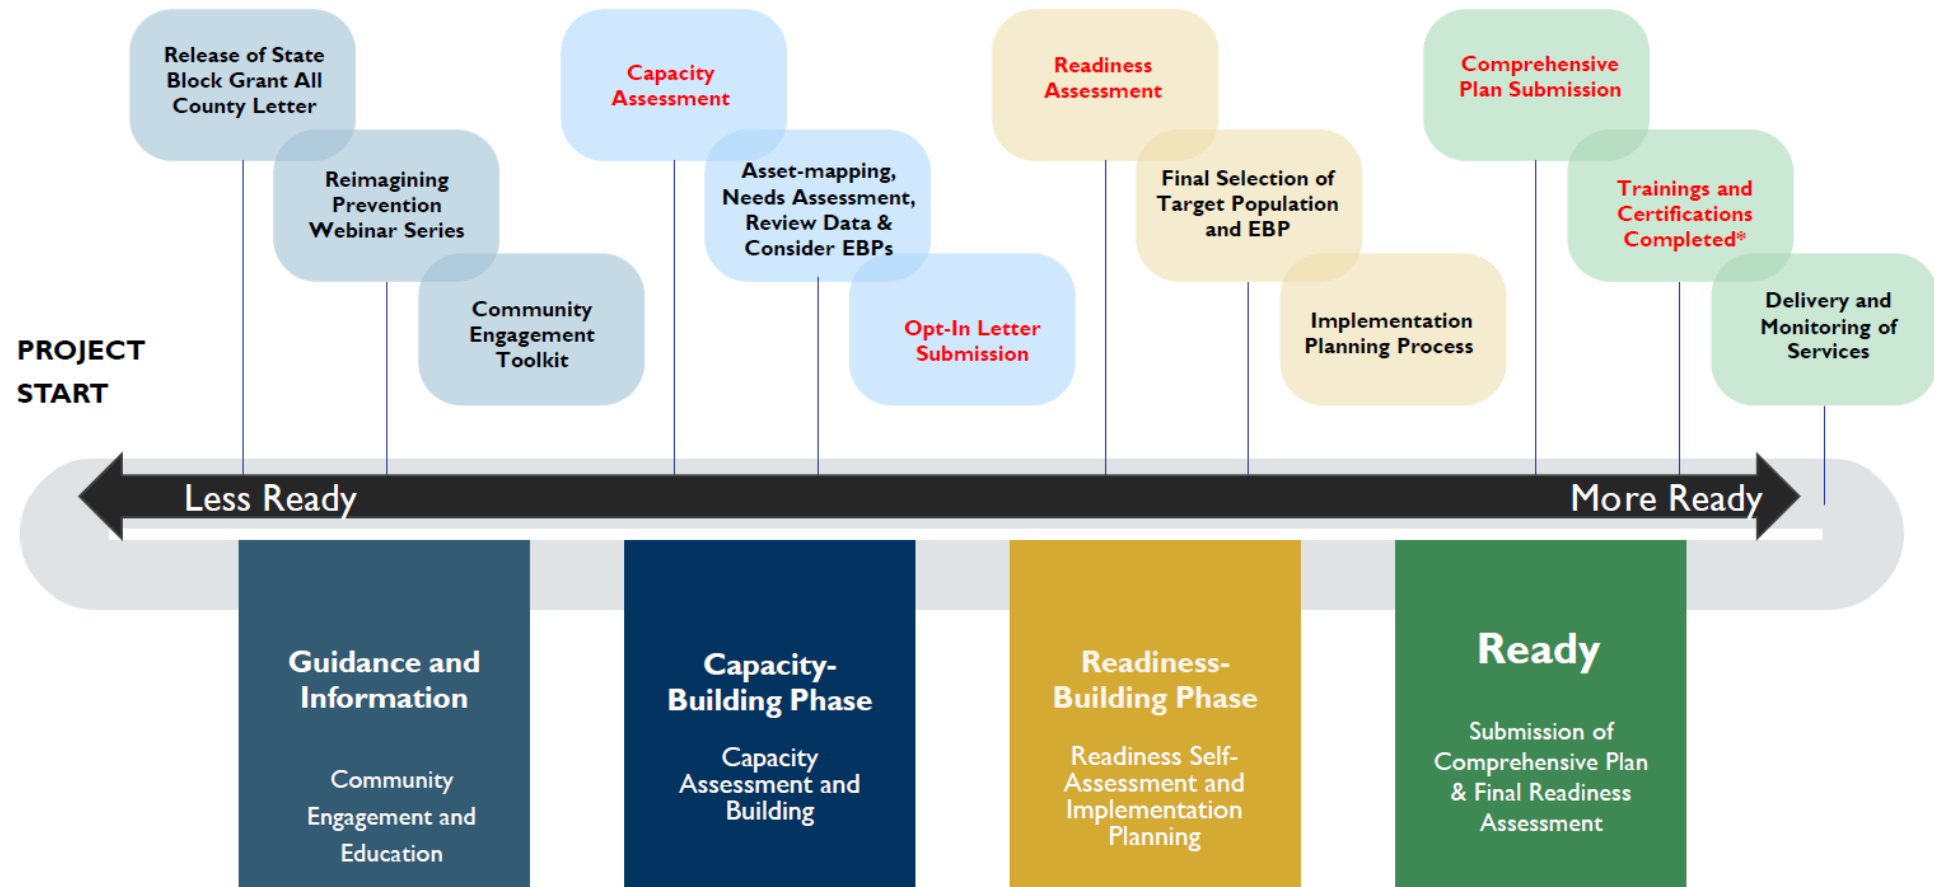 Release of State
Block Grant All
County Letter
Reimagining
Prevention
Webinar Series
Community
Engagement
Toolkit
Capacity
Assessment
Asset-mapping,
Needs Assessment,
Review Data &
Consider EBPs
Opt-In Letter
Submission
Readiness
Assessment
Final Selection of
Target Population
and EBP
Implementation
Planning Process
Comprehensive
Plan Submission
Trainings and
Certifications
Completed*
Delivery and
Monitoring of
Services
PROJECT
START
Less Ready
More Ready
Guidance and
Information
Community
Engagement and
Education
Capacity-
Building Phase
Capacity
Assessment and
Building
Readiness-
Building Phase
Readiness Self-
Assessment and
Implementation
Planning
Ready
Submission of
Comprehensive Plan
& Final Readiness
Assessment